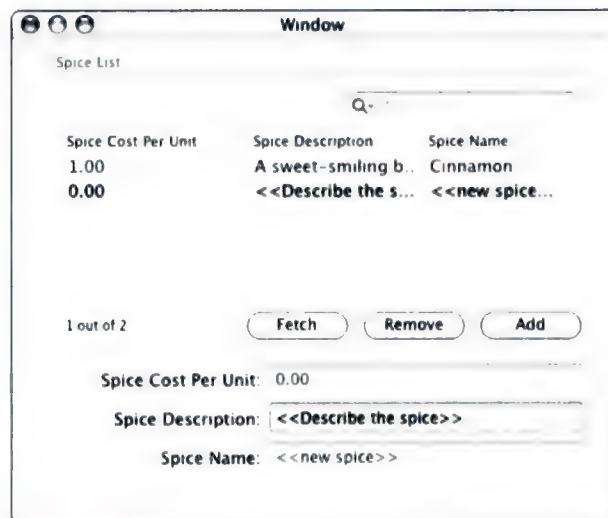 Window
Spice List
Spice Cost Per Unit Spice Description Spice Name
1.00 A sweet-smiling b... Cinnamon
0.00 <<Describe the s... <<new spice...
1 out of 2 Fetch Remove Add
Spice Cost Per Unit: 0.00
Spice Description: <<Describe the spice>>
Spice Name: <<new spice>>